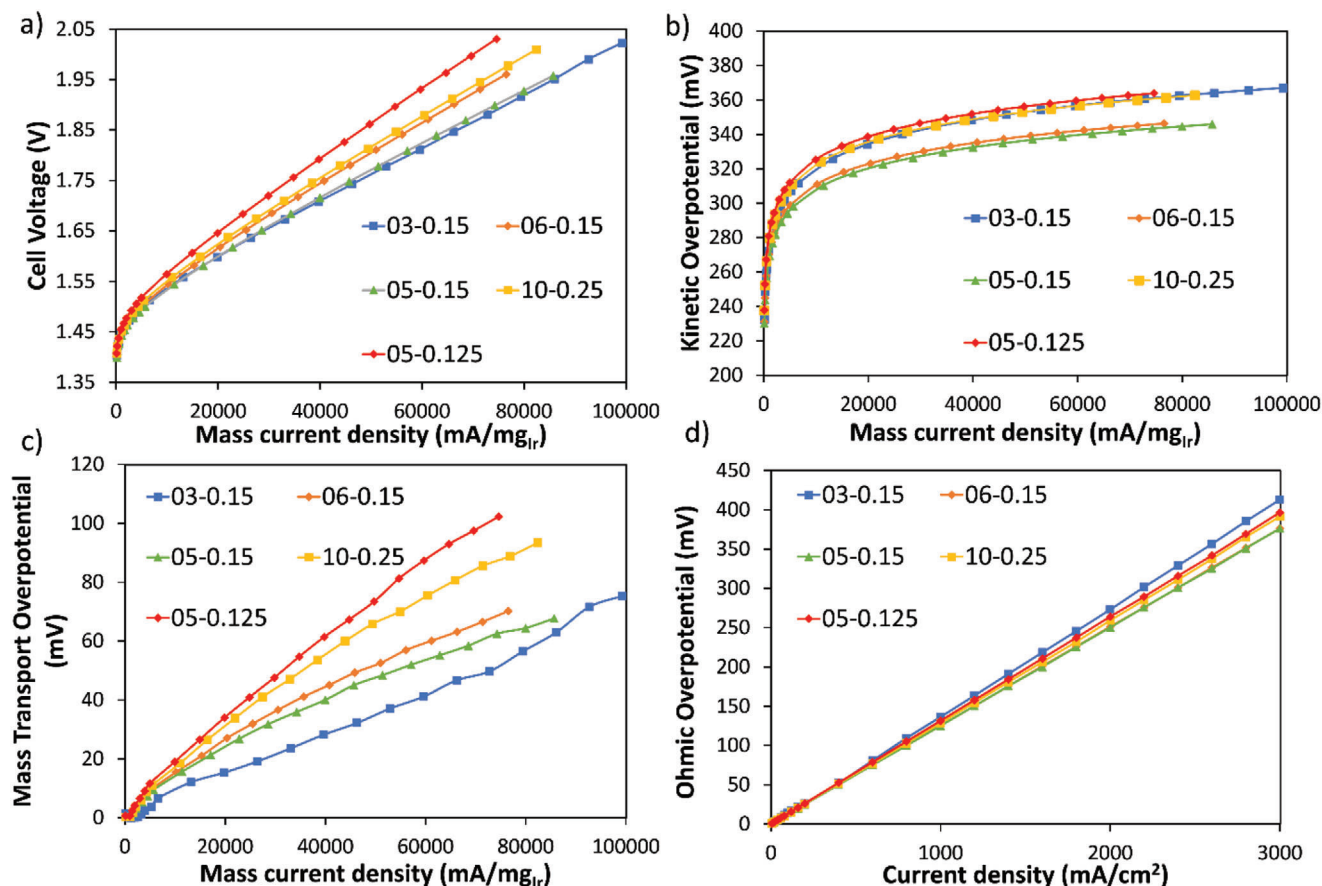 a)
2.05
1.95
1.85
1.75
1.65
1.55
1.45
1.35
Cell Voltage (V)
03-0.15 06-0.15
05-0.15 10-0.25
05-0.125
0 20000 40000 60000 80000 100000
Mass current density (mA/mgIr)
b)
400
380
360
340
320
300
280
260
240
220
200
Kinetic Overpotential (mV)
03-0.15 06-0.15
05-0.15 10-0.25
05-0.125
0 20000 40000 60000 80000 100000
Mass current density (mA/mgIr)
c)
120
100
80
60
40
20
0
Mass Transport Overpotential
(mV)
03-0.15 06-0.15
05-0.15 10-0.25
05-0.125
0 20000 40000 60000 80000 100000
Mass current density (mA/mgIr)
d)
450
400
350
300
250
200
150
100
50
0
Ohmic Overpotential (mV)
03-0.15 06-0.15
05-0.15 10-0.25
05-0.125
0 1000 2000 3000
Current density (mA/cm²)